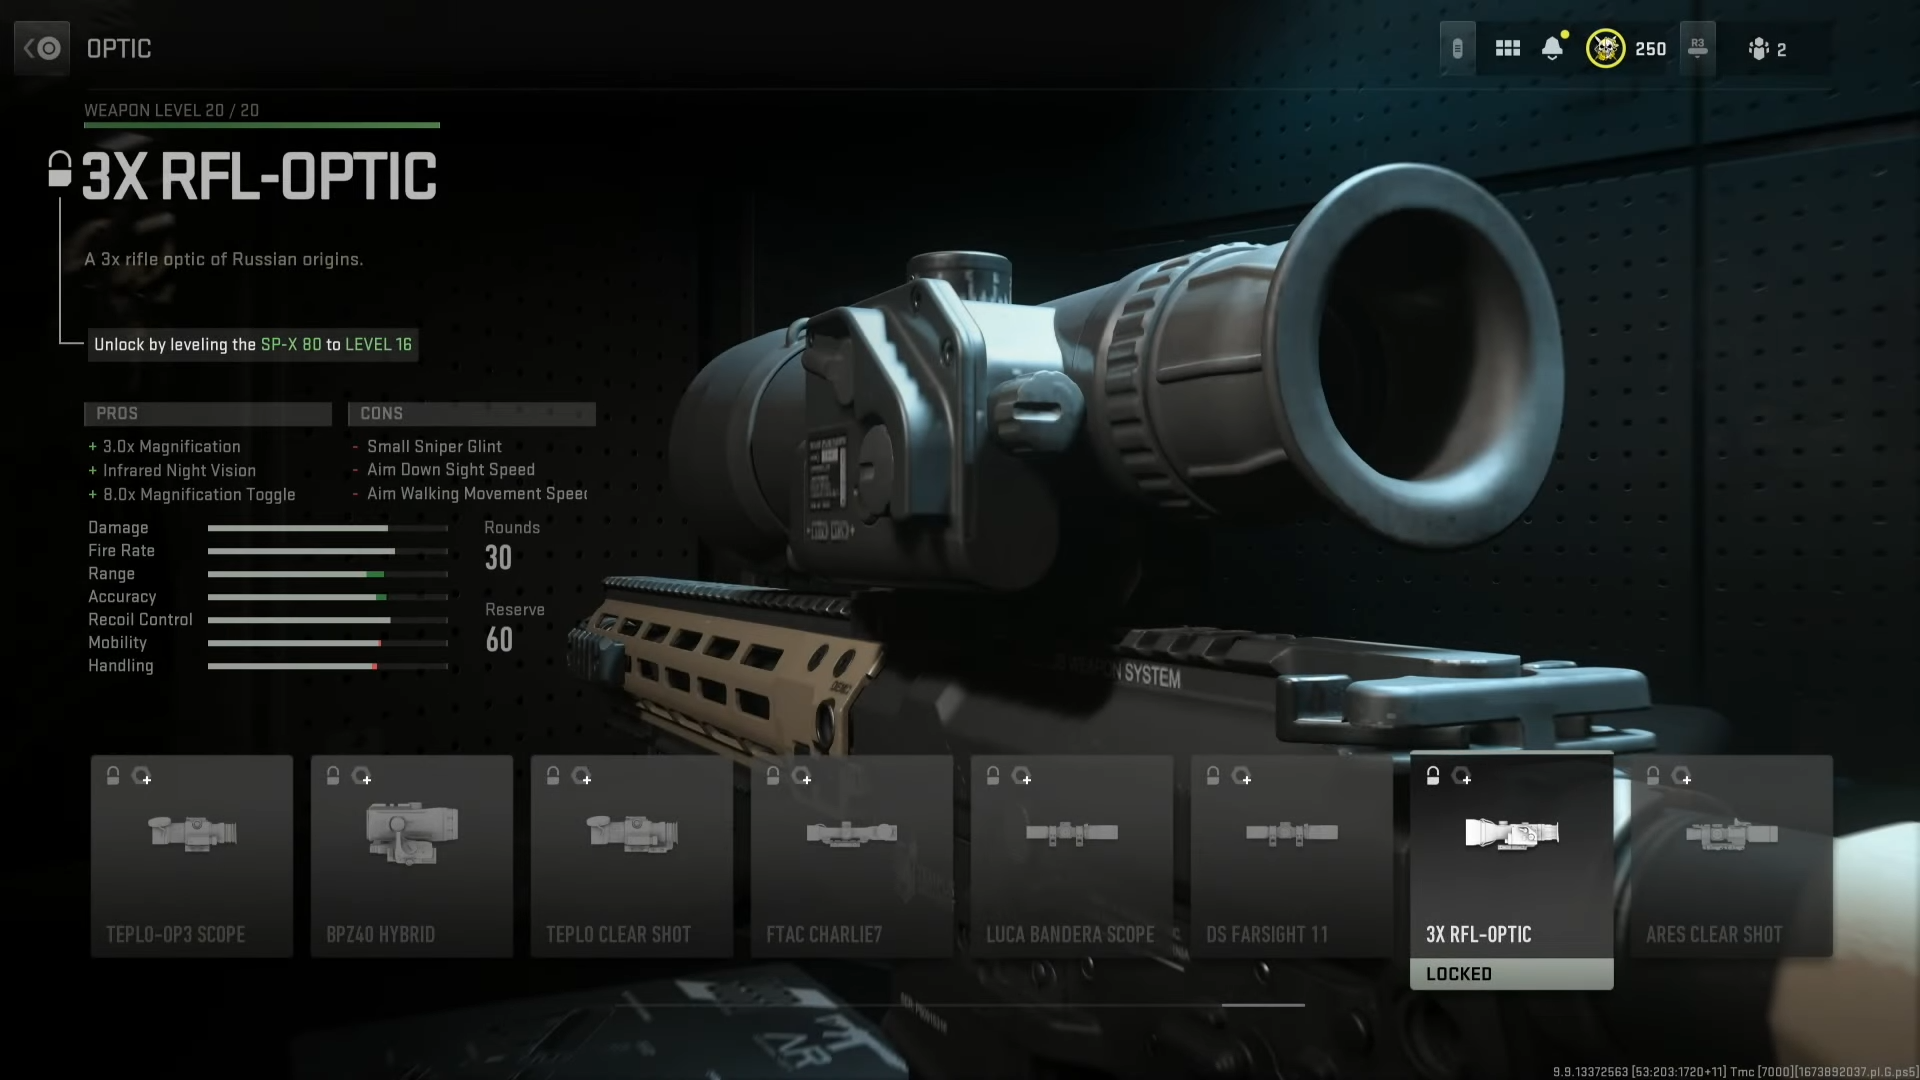 OPTIC
250
R3
2
WEAPON LEVEL 20 / 20
3X RFL-OPTIC
A 3x rifle optic of Russian origins.
Unlock by leveling the SP-X 80 to LEVEL 16
PROS
CONS
+ 3.0x Magnification
+ Infrared Night Vision
+ 8.0x Magnification Toggle
- Small Sniper Glint
- Aim Down Sight Speed
- Aim Walking Movement Speed
Damage
Fire Rate
Range
Accuracy
Recoil Control
Mobility
Handling
Rounds
30
Reserve
60
WEAPON SYSTEM
TEPLO-OP3 SCOPE
BPZ40 HYBRID
TEPLO CLEAR SHOT
FTAC CHARLIE7
LUCA BANDERA SCOPE
DS FARSIGHT 11
3X RFL-OPTIC
LOCKED
ARES CLEAR SHOT
9.9.13372563 [53:203:1720+11] Tmc [7000][1673892037.pl.G.ps5]